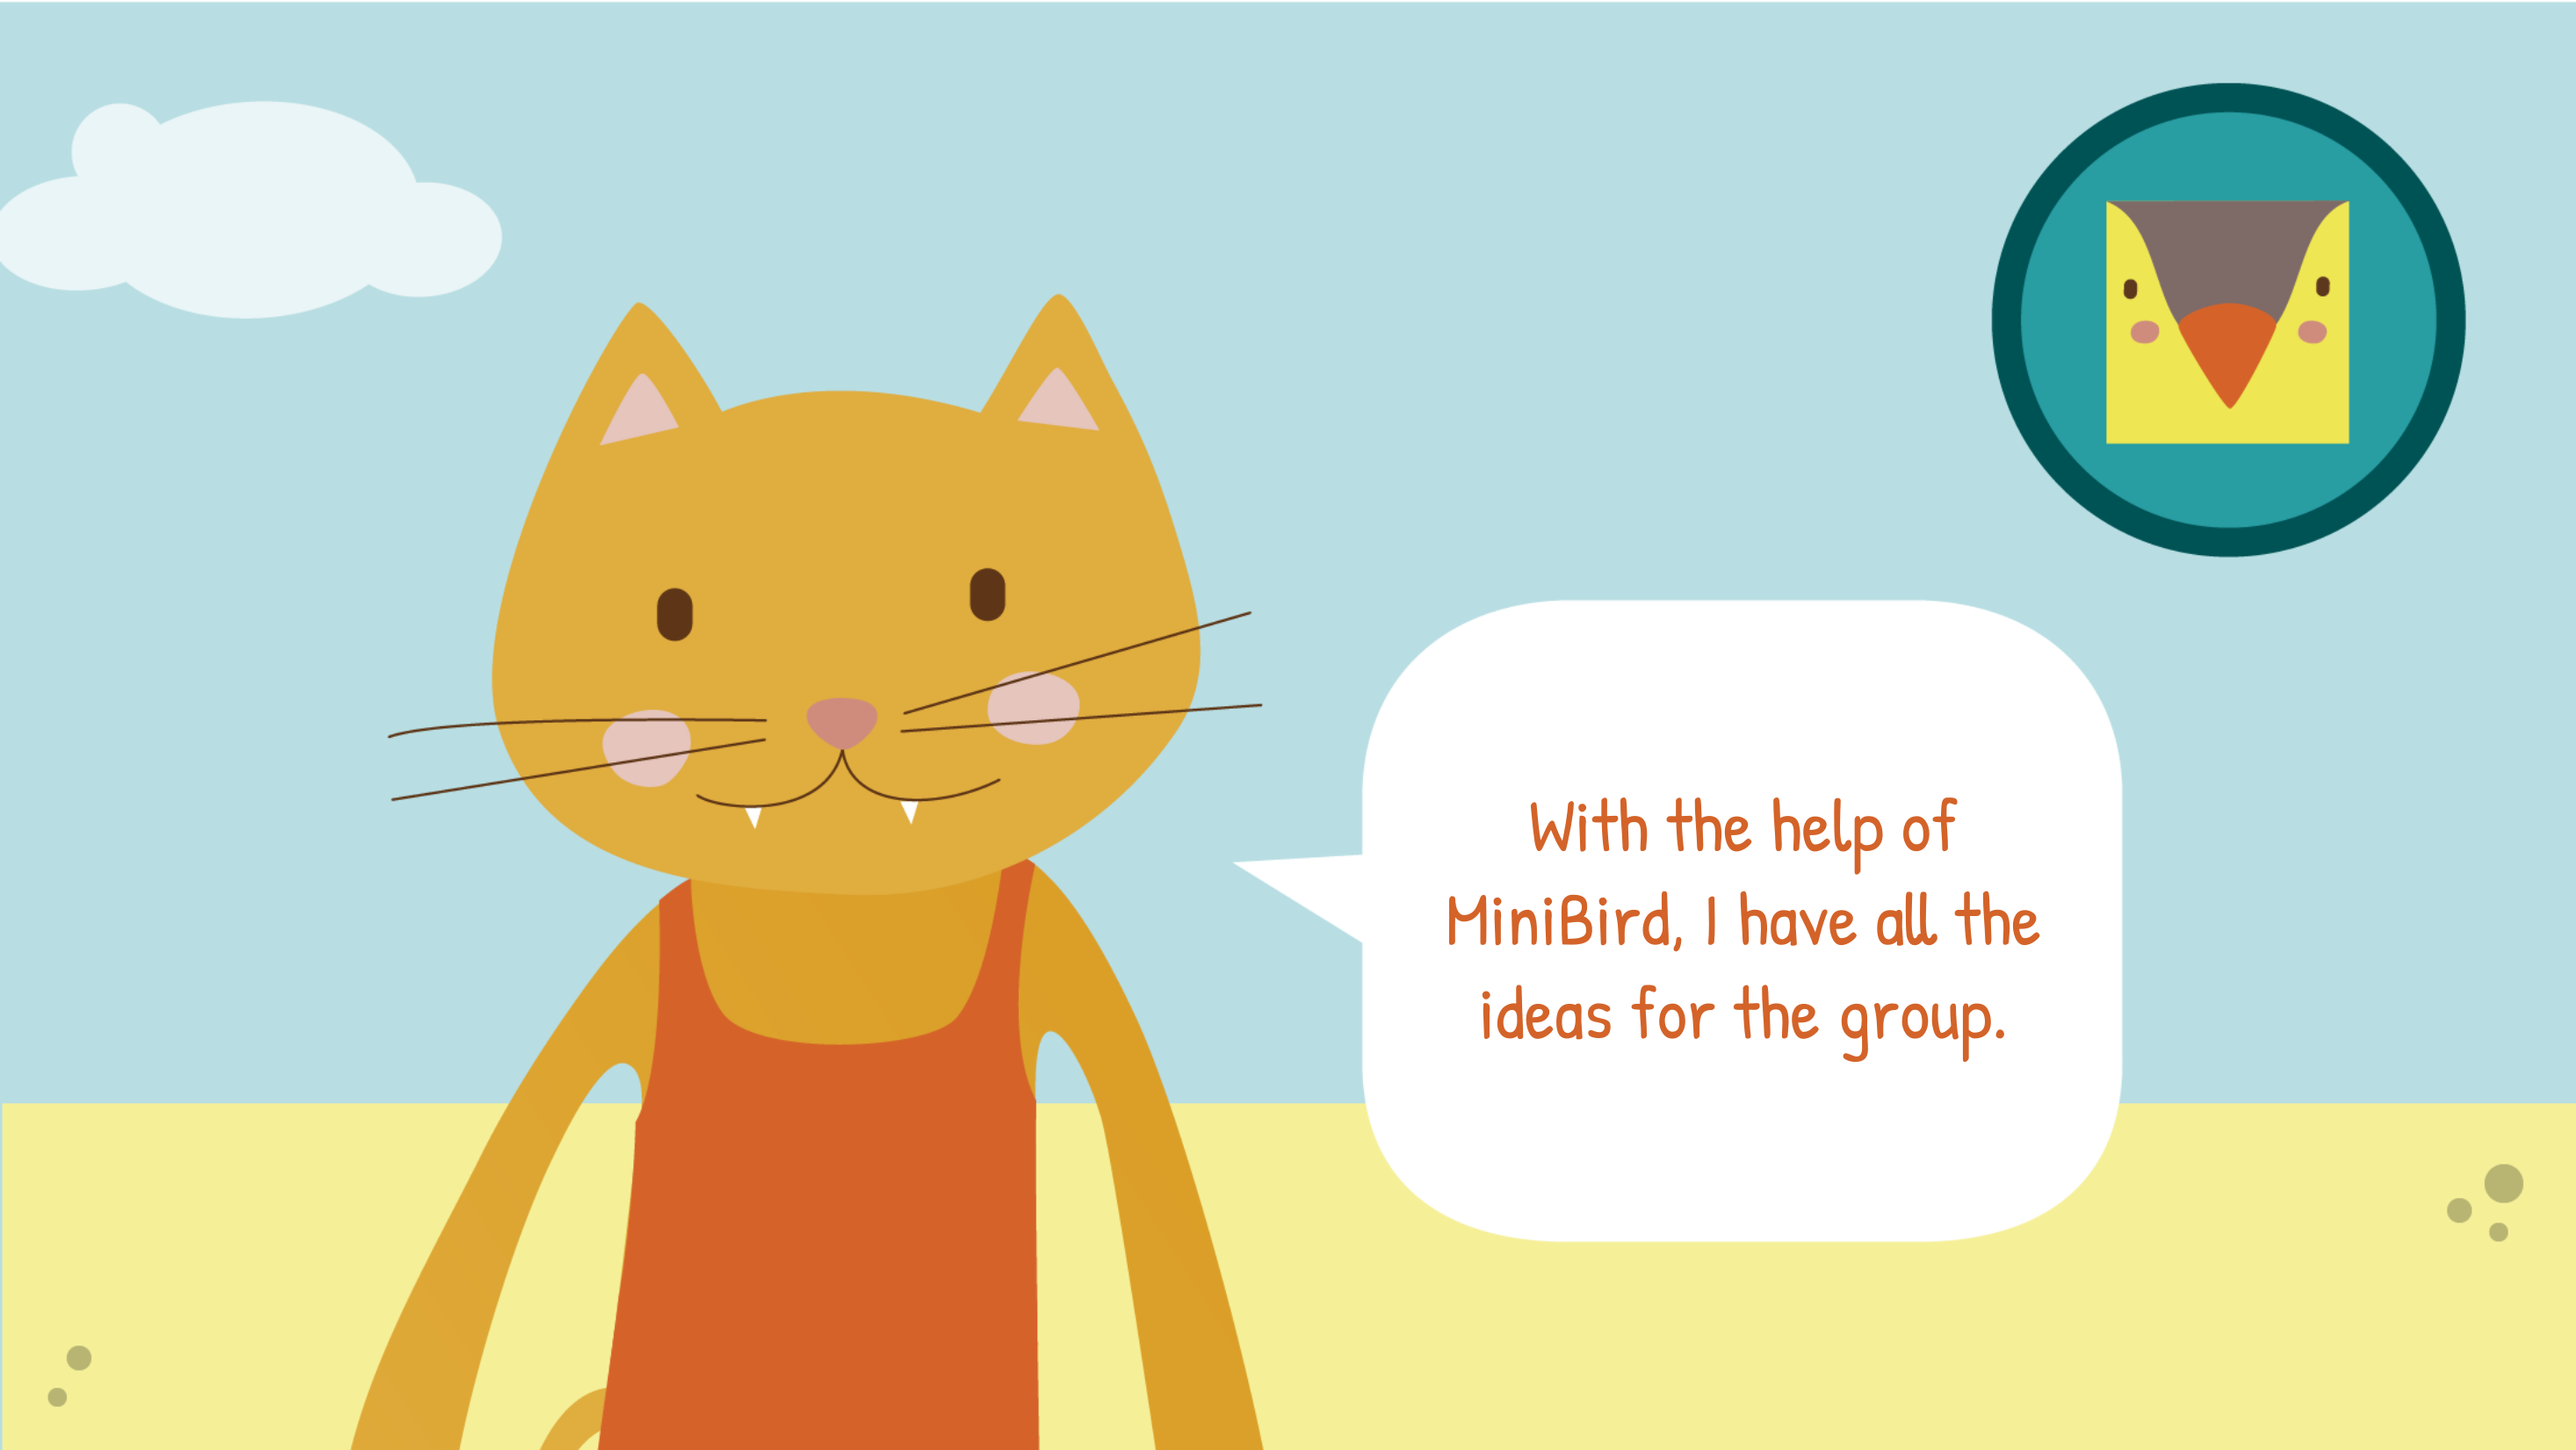 With the help of
MiniBird, I have all the
ideas for the group.